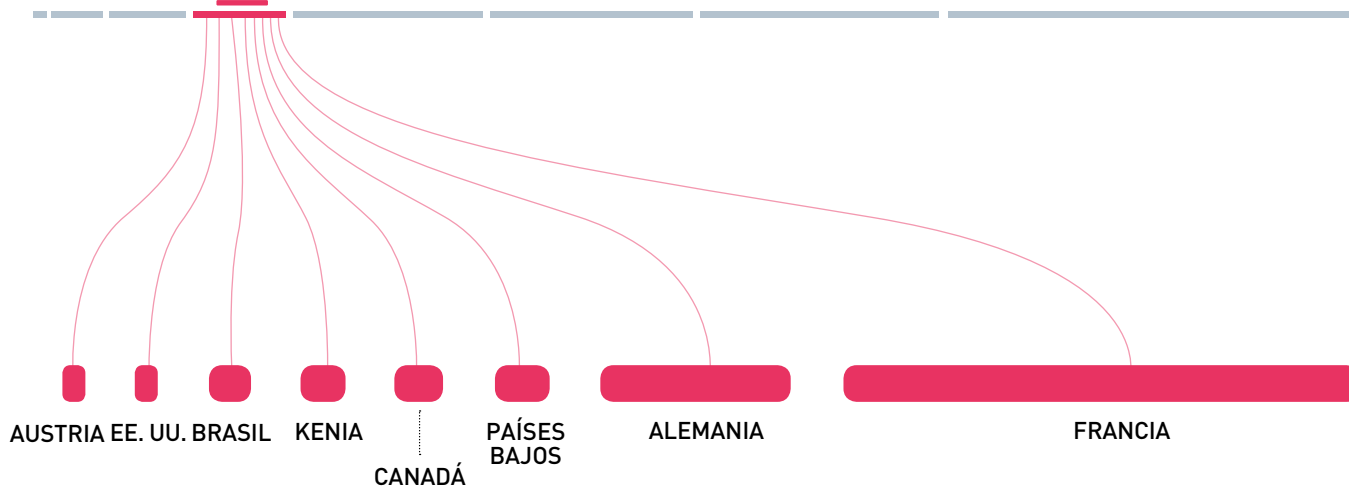 AUSTRIA
EE. UU.
BRASIL
KENIA
CANADÁ
PAÍSES
BAJOS
ALEMANIA
FRANCIA